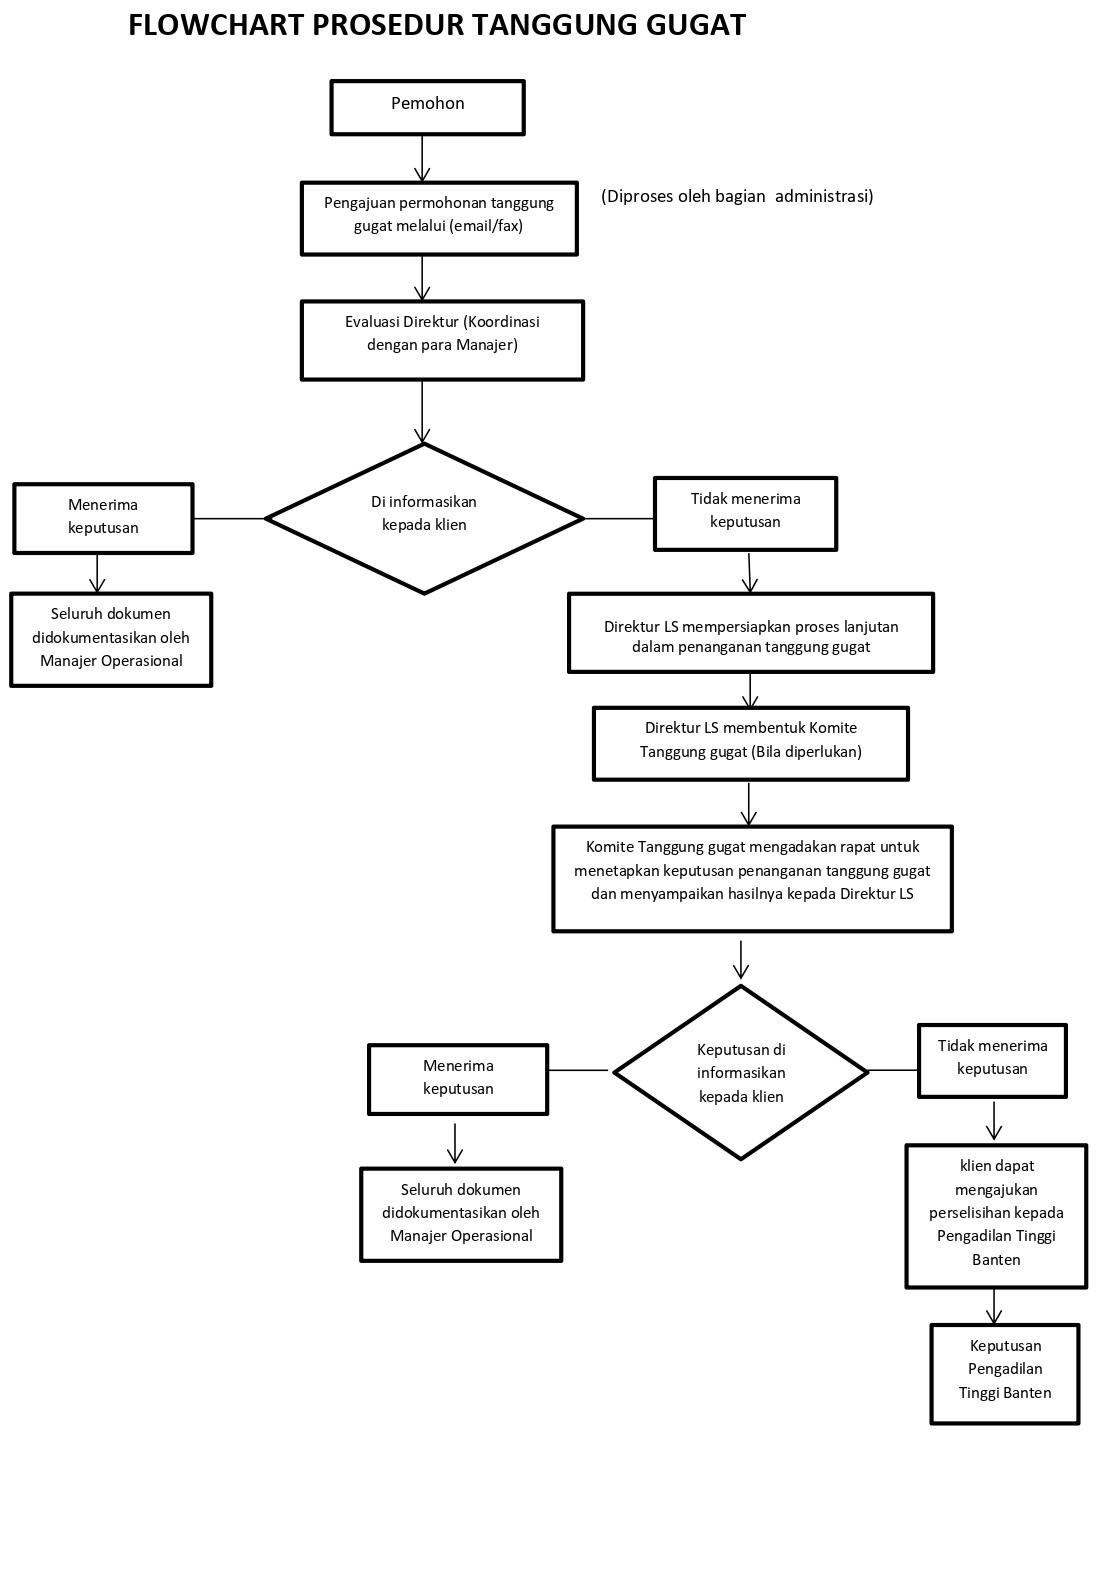 FLOWCHART PROSEDUR TANGGUNG GUGAT
Pemohon
Pengajuan permohonan tanggung
gugat melalui (email/fax)
(Diproses oleh bagian  administrasi)
Evaluasi Direktur (Koordinasi
dengan para Manajer)
Di informasikan
kepada klien
Menerima
keputusan
Tidak menerima
keputusan
Seluruh dokumen
didokumentasikan oleh
Manajer Operasional
Direktur LS mempersiapkan proses lanjutan
dalam penanganan tanggung gugat
Direktur LS membentuk Komite
Tanggung gugat (Bila diperlukan)
Komite Tanggung gugat mengadakan rapat untuk
menetapkan keputusan penanganan tanggung gugat
dan menyampaikan hasilnya kepada Direktur LS
Keputusan di
informasikan
kepada klien
Menerima
keputusan
Tidak menerima
keputusan
Seluruh dokumen
didokumentasikan oleh
Manajer Operasional
klien dapat
mengajukan
perselisihan kepada
Pengadilan Tinggi
Banten
Keputusan
Pengadilan
Tinggi Banten